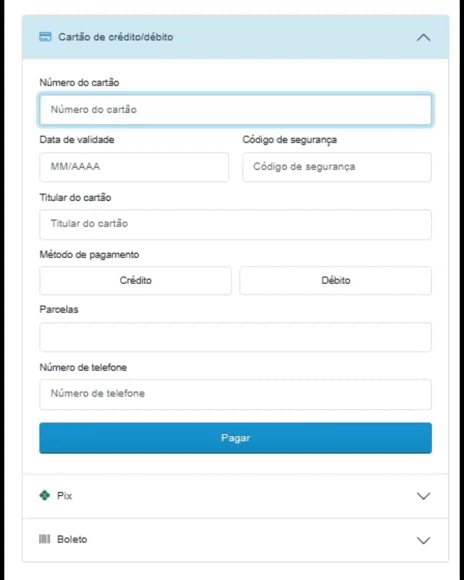 Cartão de crédito/débito
Número do cartão
Número do cartão
Data de validade Código de segurança
MM/AAAA Código de segurança
Titular do cartão
Titular do cartão
Método de pagamento
Crédito Débito
Parcelas
Número de telefone
Número de telefone
Pagar
Pix
Boleto